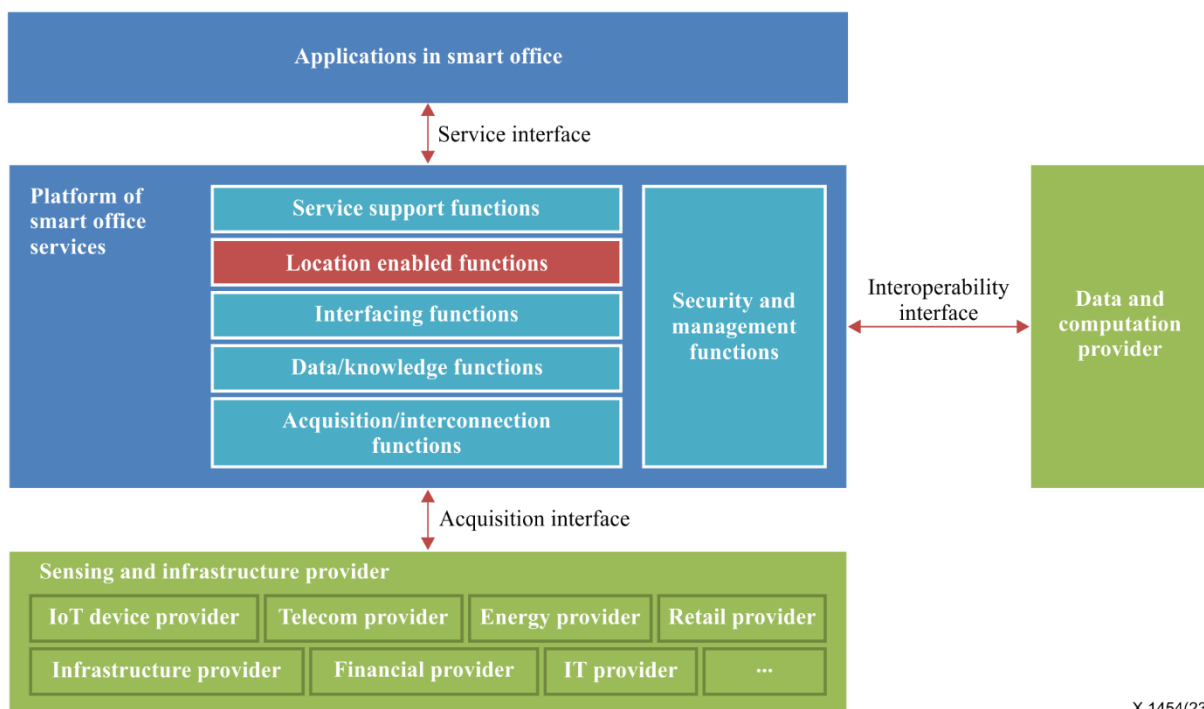 Applications in smart office
Service interface
Platform of
smart office
services
Service support functions
Location enabled functions
Interfacing functions
Data/knowledge functions
Acquisition/interconnection
functions
Security and
management
functions
Interoperability
interface
Data and
computation
provider
Acquisition interface
Sensing and infrastructure provider
IoT device provider
Telecom provider
Energy provider
Retail provider
Infrastructure provider
Financial provider
IT provider
...
X.1454(22